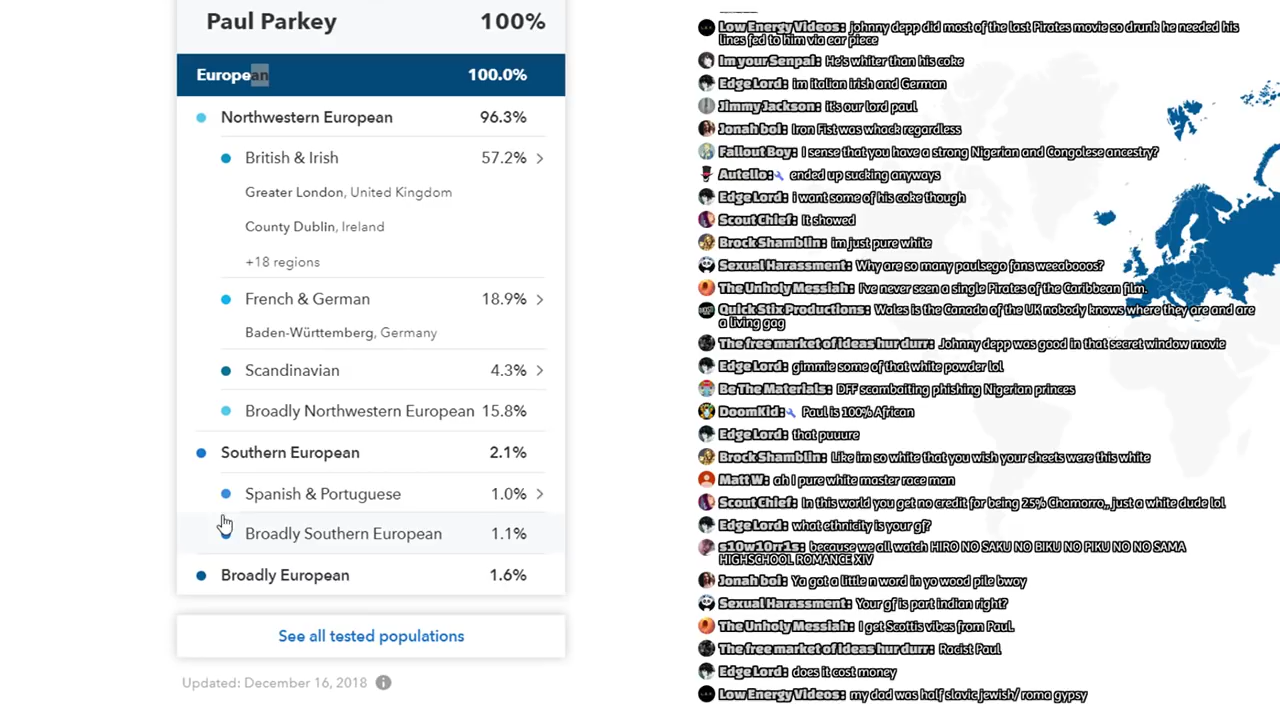 Paul Parkey 100%
European 100.0%
Northwestern European 96.3%
British & Irish 57.2%
Greater London, United Kingdom
County Dublin, Ireland
+18 regions
French & German 18.9%
Baden-Württemberg, Germany
Scandinavian 4.3%
Broadly Northwestern European 15.8%
Southern European 2.1%
Spanish & Portuguese 1.0%
Broadly Southern European 1.1%
Broadly European 1.6%
See all tested populations
Updated: December 16, 2018
Low Energy Videos: johnny depp did most of the last Pirates movie so drunk he needed his
lines fed to him via ear piece
Im your Senpai: He's whiter than his coke
Edge Lord: im italian irish and German
Jimmy Jackson: it's our lord paul
Jonah boi: Iron Fist was whack regardless
Fallout Boy: I sense that you have a strong Nigerian and Congolese ancestry?
Autello: ended up sucking anyways
Edge Lord: i want some of his coke though
Scout Chief: It showed
Brock Shamblin: im just pure white
Sexual Harassment: Why are so many paulsego fans weeabooos?
The Unholy Messiah: I've never seen a single Pirates of the Caribbean film.
Quick Stix Productions: Wales is the Canada of the UK nobody knows where they are and are
a living gag
The free market of Ideas hur durr: Johnny depp was good in that secret window movie
Edge Lord: gimmie some of that white powder lol
Be The Materials: DFF scambaiting phishing Nigerian princes
DoomKid: Paul is 100% African
Edge Lord: that puuure
Brock Shamblin: Like im so white that you wish your sheets were this white
Matt W: ah I pure white master race man
Scout Chief: In this world you get no credit for being 25% Chamorro,, just a white dude lol
Edge Lord: what ethnicity is your gf?
s10w10rr1s: because we all watch HIRO NO SAKU NO BIKU NO PIKU NO NO SAMA
HIGHSCHOOL ROMANCE XIV
Jonah boi: Ya got a little n word in yo wood pile bwoy
Sexual Harassment: Your gf is part indian right?
The Unholy Messiah: I get Scottis vibes from Paul.
The free market of Ideas hur durr: Racist Paul
Edge Lord: does it cost money
Low Energy Videos: my dad was half slavic jewish/ roma gypsy